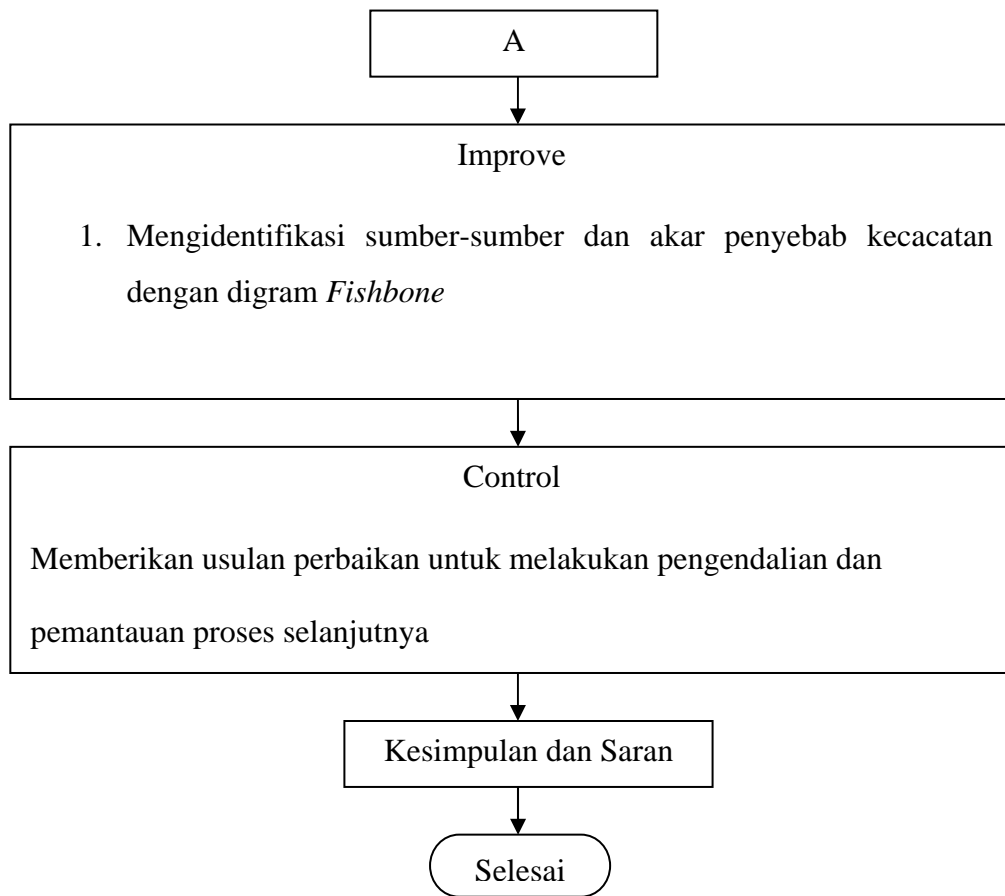 A
Improve
1. Mengidentifikasi sumber-sumber dan akar penyebab kecacatan
dengan digram Fishbone
Control
Memberikan usulan perbaikan untuk melakukan pengendalian dan
pemantauan proses selanjutnya
Kesimpulan dan Saran
Selesai